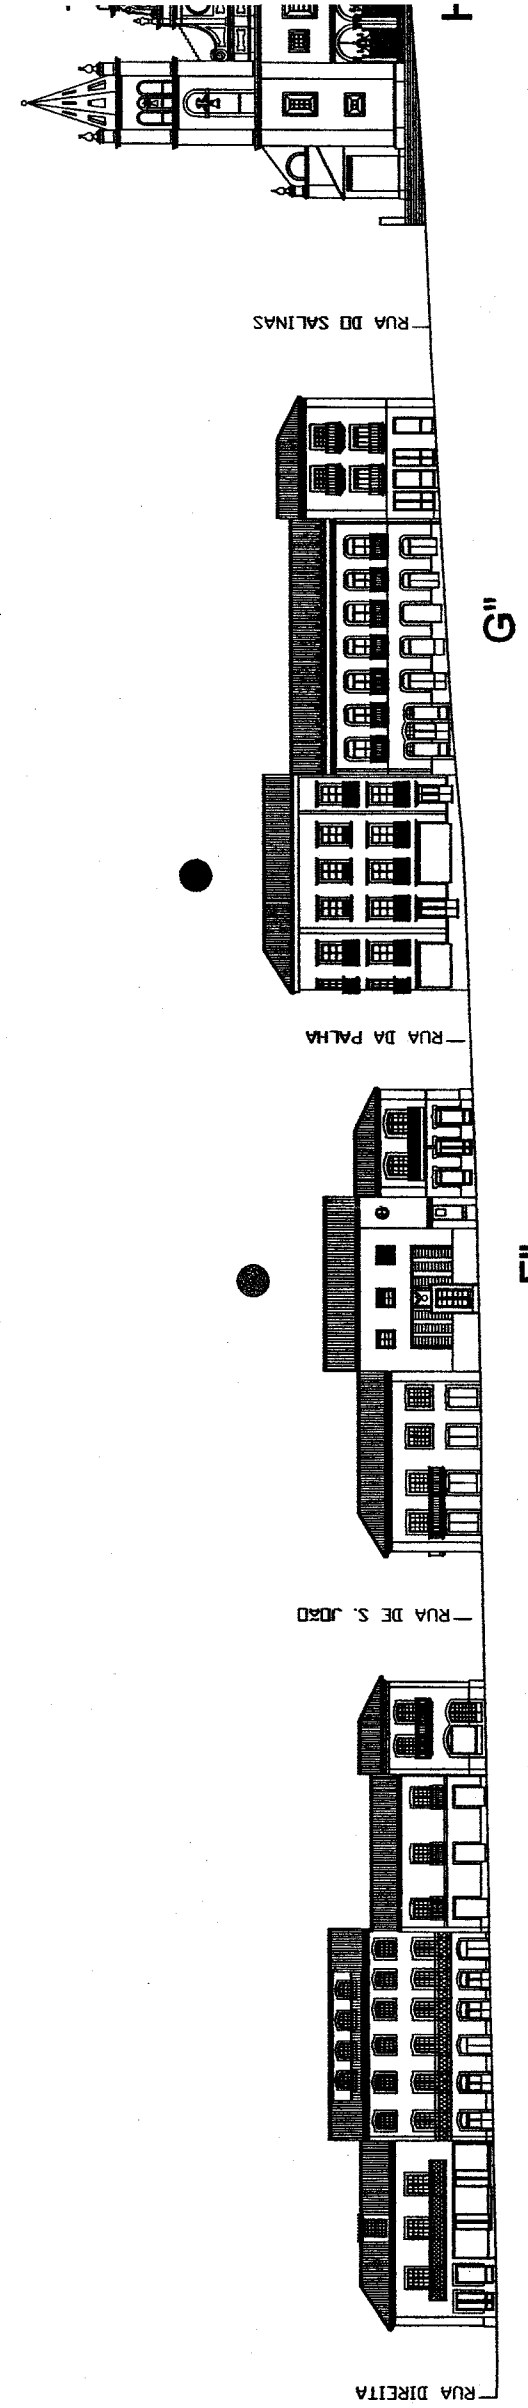 H
RUA DO SALINAS
G"
RUA DA PALHA
F"
RUA DE S. JOÃO
RUA DIREITA